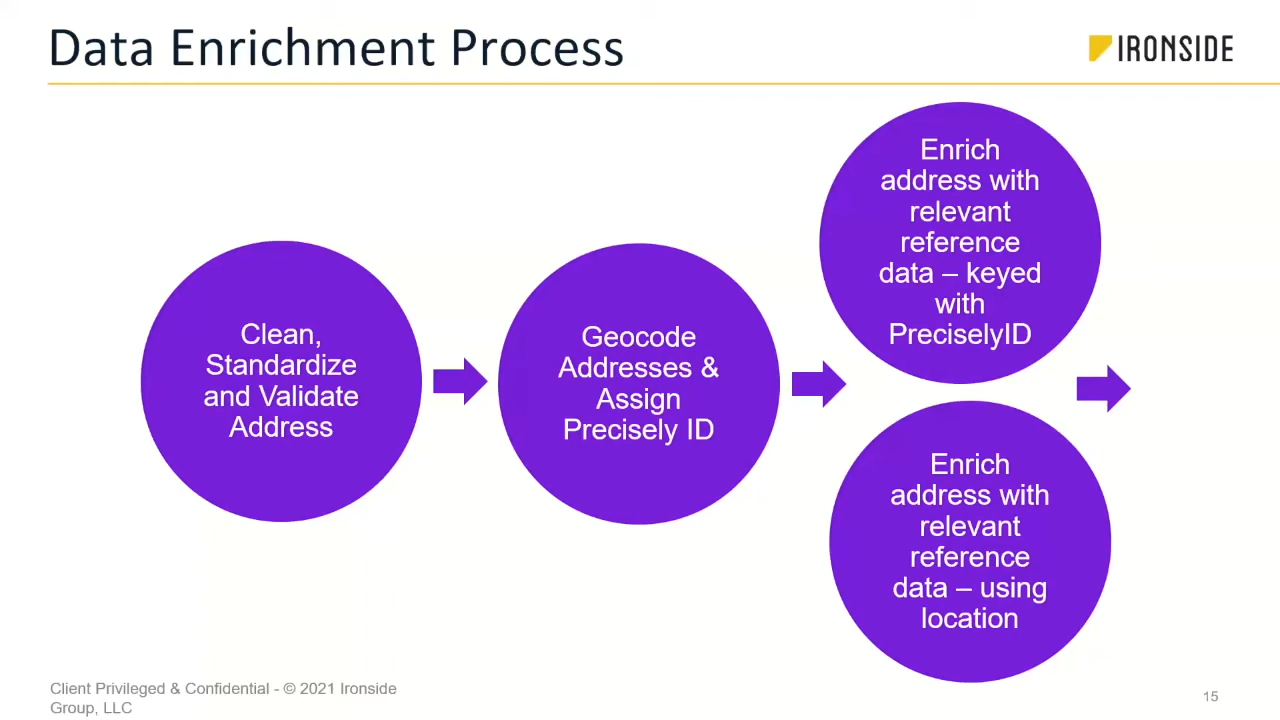 Data Enrichment Process
IRONSIDE
Clean,
Standardize
and Validate
Address
Geocode
Addresses &
Assign
Precisely ID
Enrich
address with
relevant
reference
data – keyed
with
PreciselyID
Enrich
address with
relevant
reference
data – using
location
Client Privileged & Confidential - © 2021 Ironside
Group, LLC
15